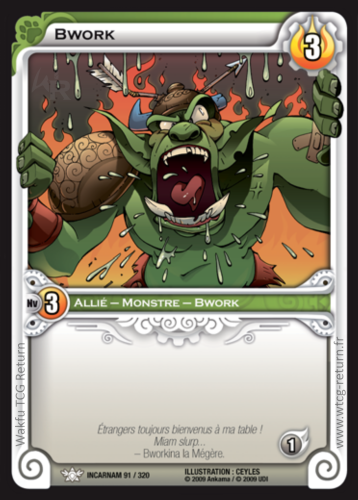 Bwork
3
Nv 3 Allié – Monstre – Bwork
Étrangers toujours bienvenus à ma table !
Miam slurp...
– Bworkina la Mégère.
1
INCARNAM 91 / 320
ILLUSTRATION : CEYLES
© 2009 Ankama / © 2009 UDI
Wakfu TCG Return
www.wtcg-return.fr